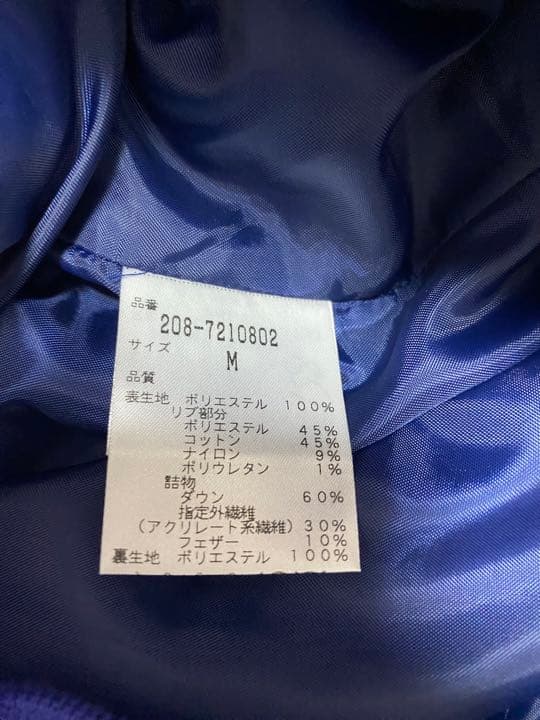 品番
208-7210802
サイズ
M
品質
表生地 ポリエステル 100%
リブ部分
ポリエステル 45%
コットン 45%
ナイロン 9%
ポリウレタン 1%
詰物
ダウン 60%
指定外繊維
(アクリレート系繊維) 30%
フェザー 10%
裏生地 ポリエステル 100%